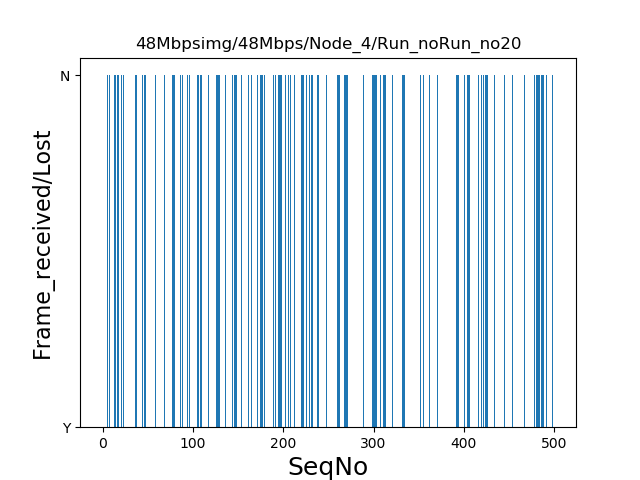 48Mbpsimg/48Mbps/Node_4/Run_noRun_no20
N
Frame_received/Lost
Y
0 100 200 300 400 500
SeqNo